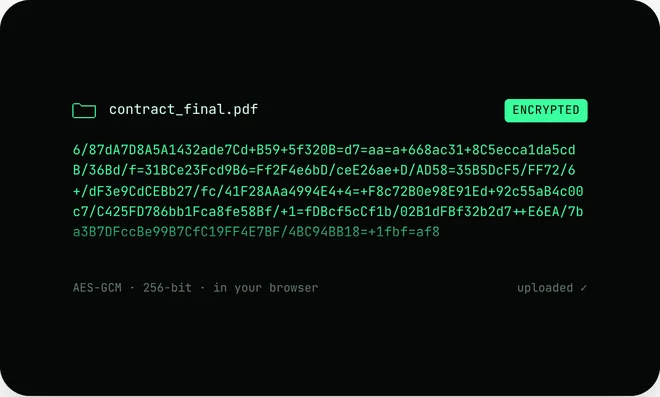 contract_final.pdf
ENCRYPTED
6/87dA7D8A5A1432ade7Cd+B59+5f320B=d7=aa=a+668ac31+8C5ecca1da5cd
B/36Bd/f=31BCe23Fcd9B6=Ff2F4e6bD/ceE26ae+D/AD58=35B5DcF5/FF72/6
+/dF3e9CdCEBb27/fc/41F28AAa4994E4+4=+F8c72B0e98E91Ed+92c55aB4c00
c7/C425FD786bb1Fca8fe58Bf/+1=fDBcf5cCf1b/02B1dFBf32b2d7++E6EA/7b
a3B7DFccBe99B7CfC19FF4E7BF/4BC94BB18=+1fbf=af8
AES-GCM · 256-bit · in your browser
uploaded ✓